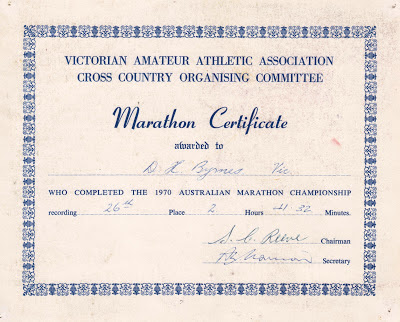 VICTORIAN AMATEUR ATHLETIC ASSOCIATION
CROSS COUNTRY ORGANISING COMMITTEE
Marathon Certificate
awarded to
D. Byrnes Vic.
WHO COMPLETED THE 1970 AUSTRALIAN MARATHON CHAMPIONSHIP
recording 26th Place 2 Hours 32 Minutes.
S. C. Reeve Chairman
Secretary